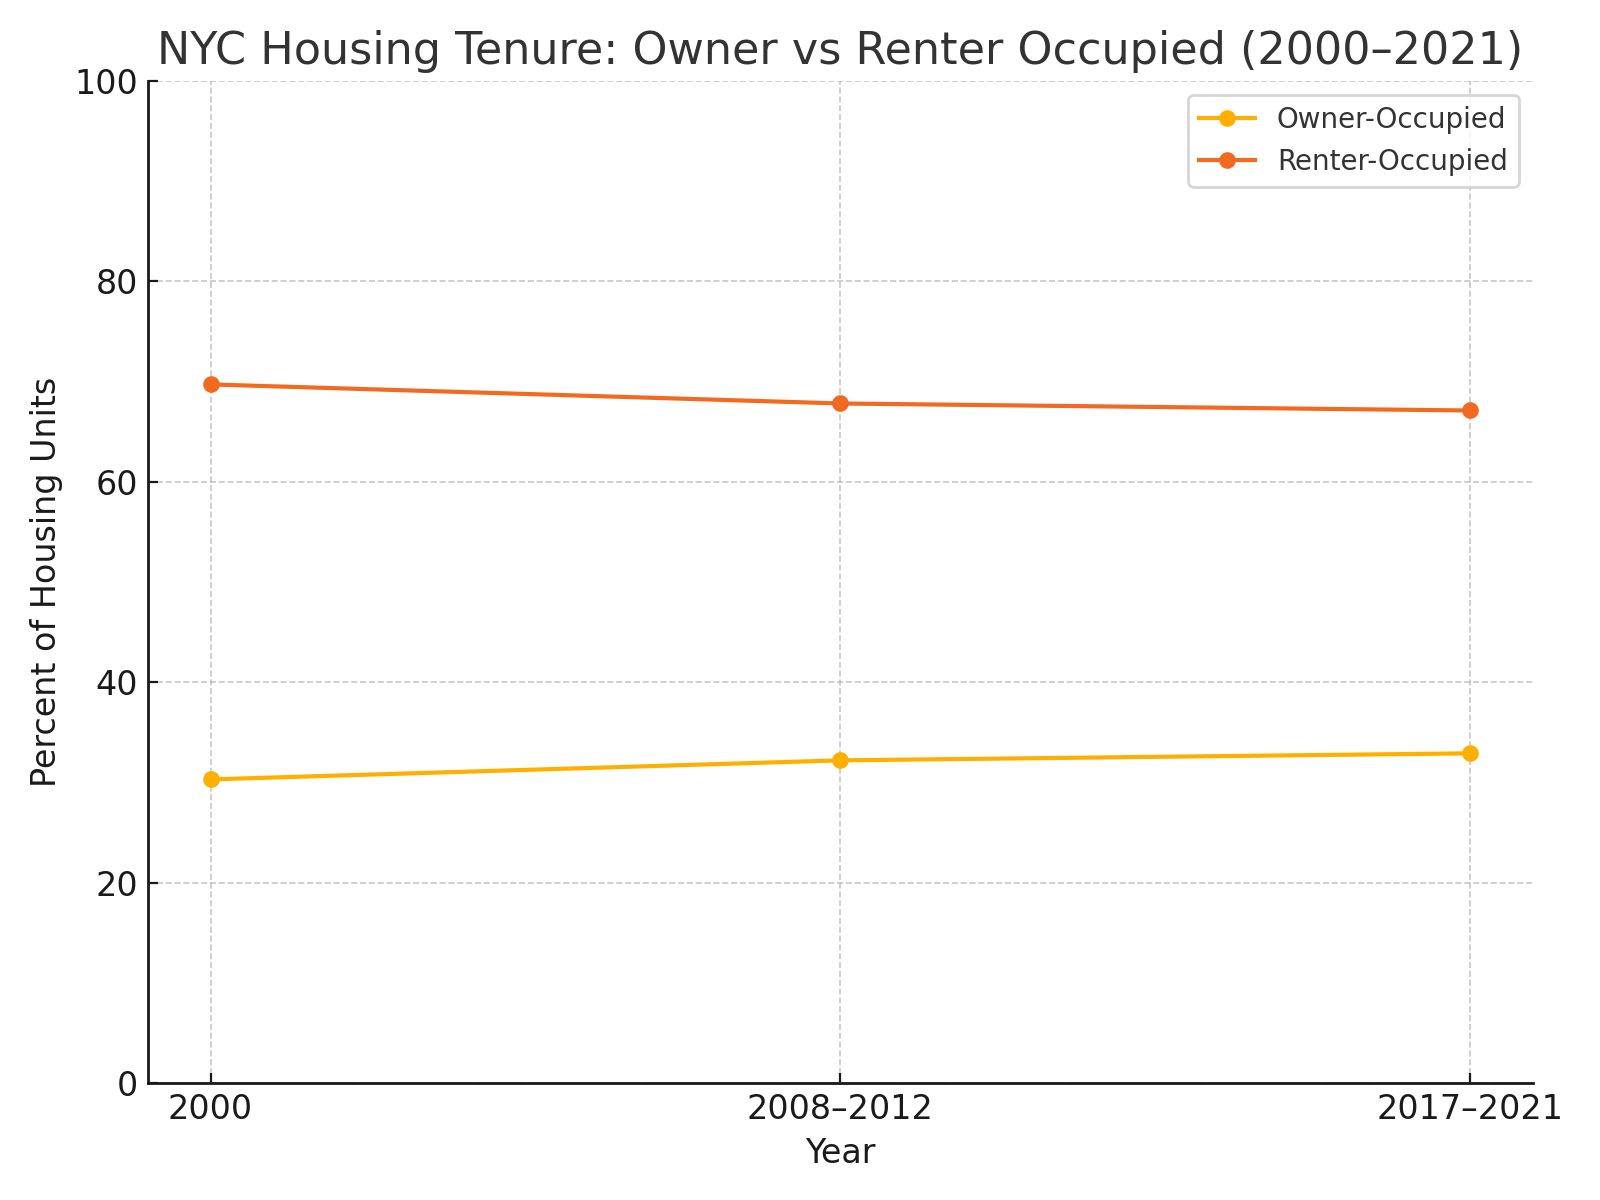 NYC Housing Tenure: Owner vs Renter Occupied (2000–2021)
Owner-Occupied
Renter-Occupied
100
80
60
40
20
0
Percent of Housing Units
2000
2008–2012
2017–2021
Year